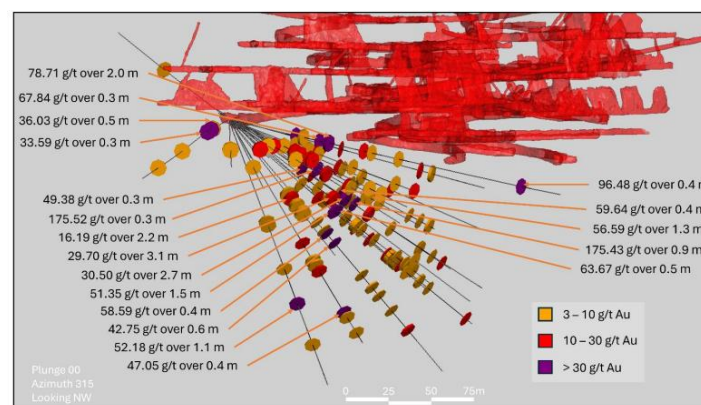 78.71 g/t over 2.0 m
67.84 g/t over 0.3 m
36.03 g/t over 0.5 m
33.59 g/t over 0.3 m
49.38 g/t over 0.3 m
175.52 g/t over 0.3 m
16.19 g/t over 2.2 m
29.70 g/t over 3.1 m
30.50 g/t over 2.7 m
51.35 g/t over 1.5 m
58.59 g/t over 0.4 m
42.75 g/t over 0.6 m
52.18 g/t over 1.1 m
47.05 g/t over 0.4 m
96.48 g/t over 0.4 m
59.64 g/t over 0.4 m
56.59 g/t over 1.3 m
175.43 g/t over 0.9 m
63.67 g/t over 0.5 m
3 – 10 g/t Au
10 – 30 g/t Au
> 30 g/t Au
Plunge 00
Azimuth 315
Looking NW
0 25 50 75m